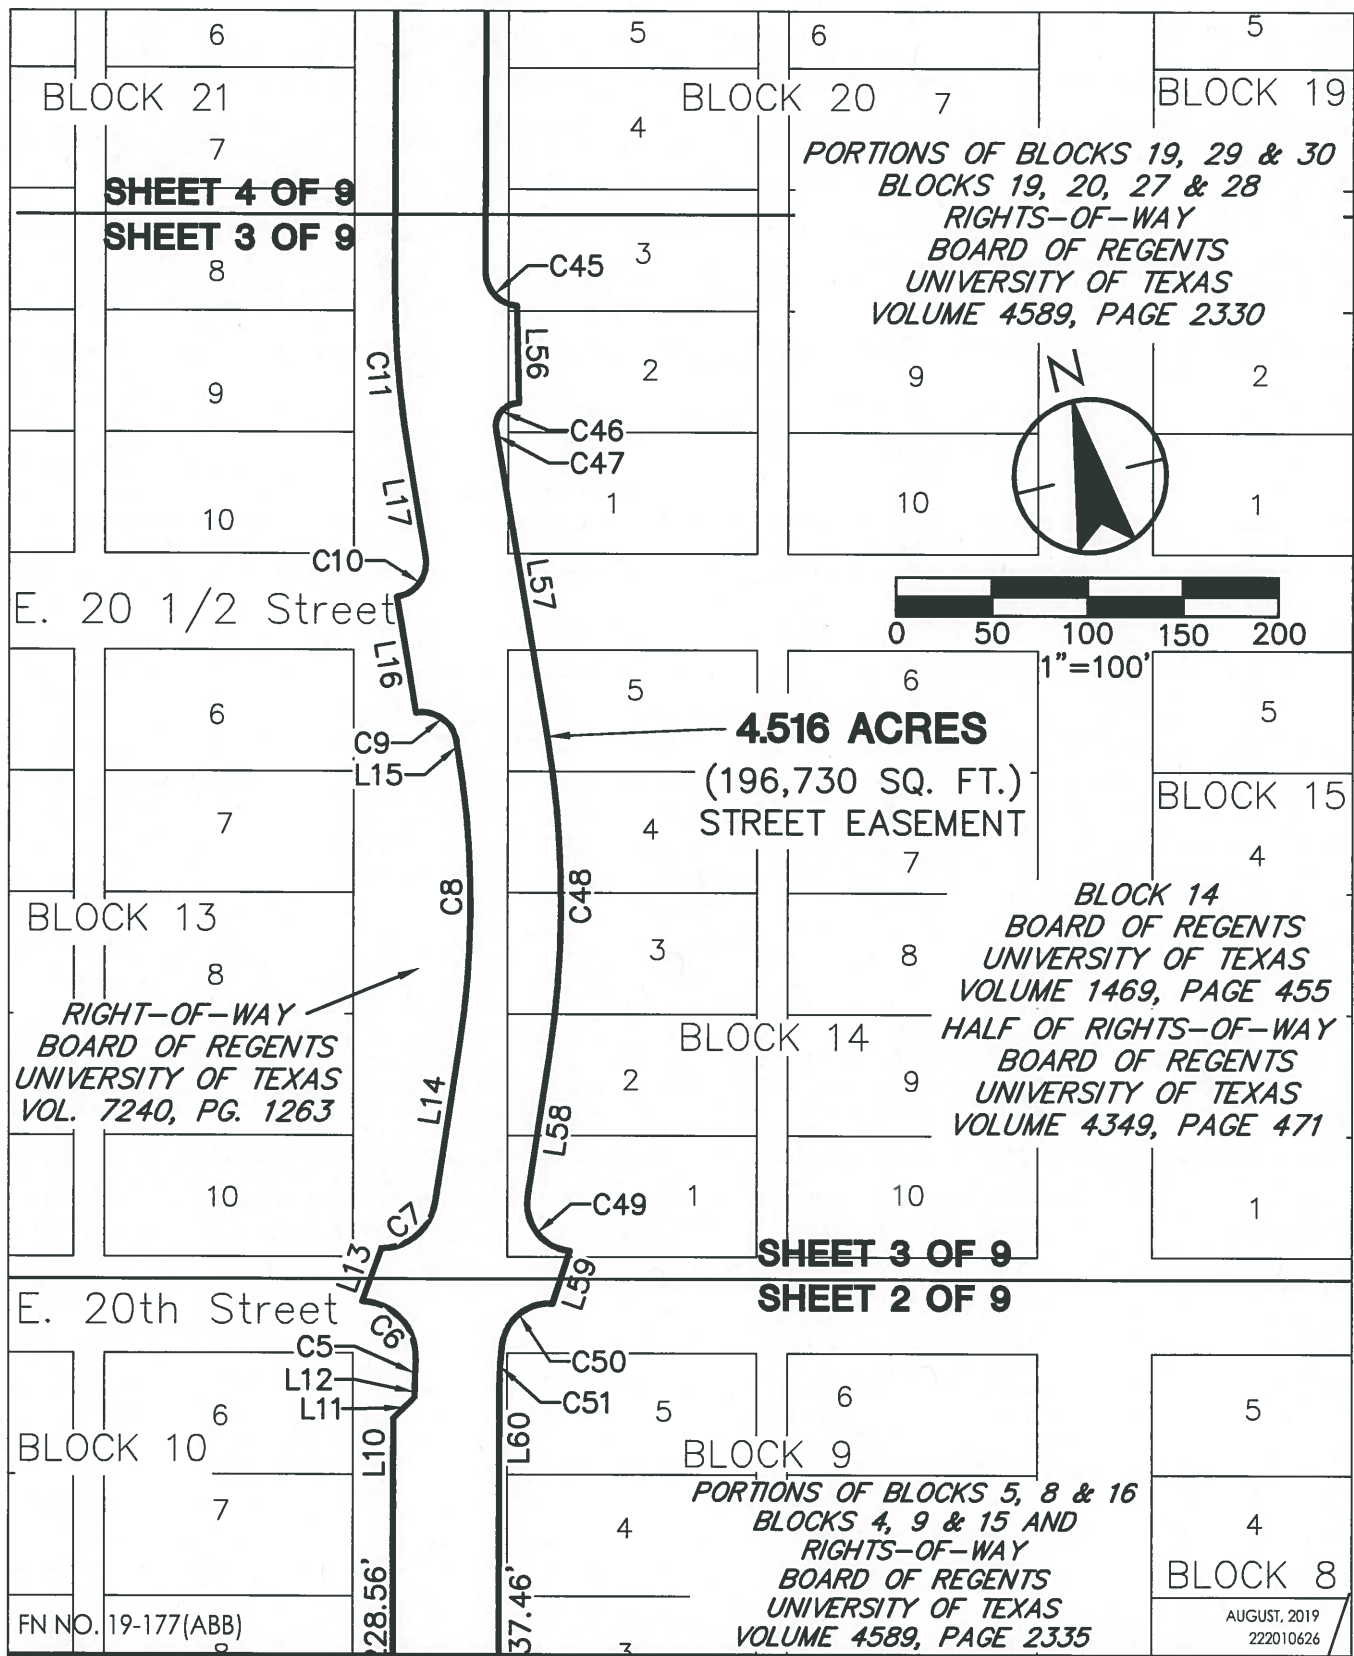 6
5
6
5
BLOCK 21
BLOCK 20
7
BLOCK 19
7
4
PORTIONS OF BLOCKS 19, 29 & 30
BLOCKS 19, 20, 27 & 28
RIGHTS-OF-WAY
BOARD OF REGENTS
UNIVERSITY OF TEXAS
VOLUME 4589, PAGE 2330
SHEET 4 OF 9
SHEET 3 OF 9
8
C45
3
L56
C11
9
2
9
2
N
C46
C47
L17
10
1
10
1
C10
L57
E. 20 1/2 Street
0 50 100 150 200
1"=100'
L16
6
5
6
5
C9
L15
4.516 ACRES
(196,730 SQ. FT.)
STREET EASEMENT
BLOCK 15
7
4
7
4
C8
C48
BLOCK 13
BLOCK 14
BOARD OF REGENTS
UNIVERSITY OF TEXAS
VOLUME 1469, PAGE 455
HALF OF RIGHTS-OF-WAY
BOARD OF REGENTS
UNIVERSITY OF TEXAS
VOLUME 4349, PAGE 471
8
3
8
RIGHT-OF-WAY
BOARD OF REGENTS
UNIVERSITY OF TEXAS
VOL. 7240, PG. 1263
BLOCK 14
L14
2
9
L58
10
1
10
1
C7
C49
L13
L59
SHEET 3 OF 9
SHEET 2 OF 9
E. 20th Street
C6
C5
L12
L11
C50
C51
6
5
6
5
L10
L60
BLOCK 10
BLOCK 9
PORTIONS OF BLOCKS 5, 8 & 16
BLOCKS 4, 9 & 15 AND
RIGHTS-OF-WAY
BOARD OF REGENTS
UNIVERSITY OF TEXAS
VOLUME 4589, PAGE 2335
7
4
4
BLOCK 8
28.56'
37.46'
FN NO. 19-177(ABB)
3
AUGUST, 2019
222010626